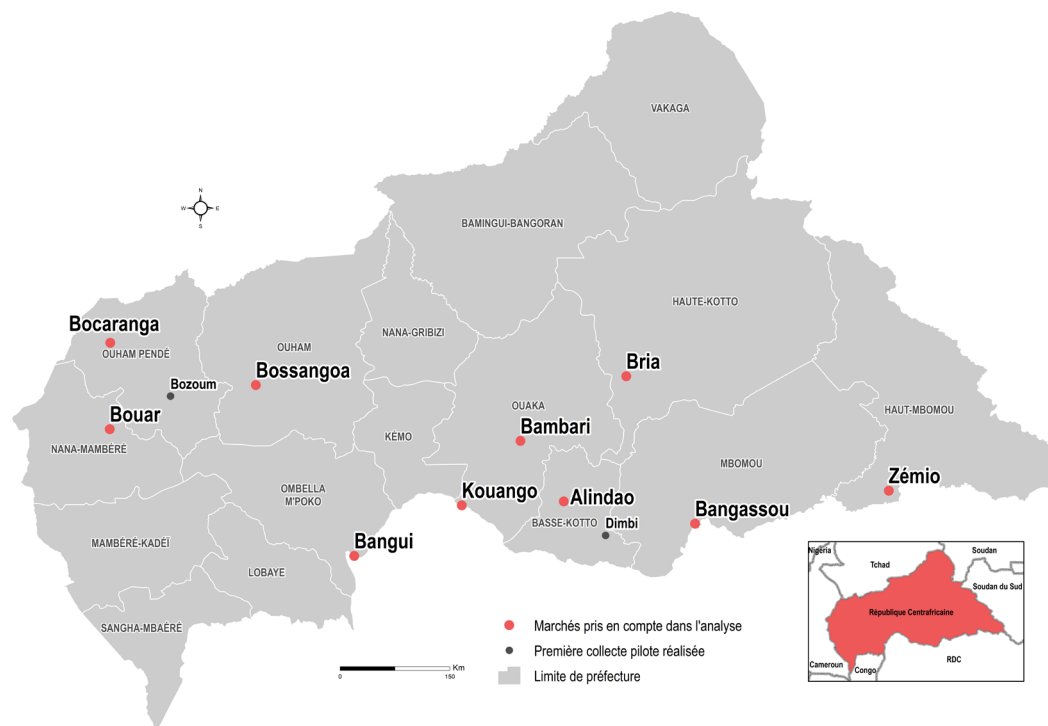 VAKAGA
N
W
E
S
BAMINGUI-BANGORAN
HAUTE-KOTTO
Bocaranga
NANA-GRIBIZI
OUHAM
OUHAM PENDÉ
Bossangoa
Bria
Bozoum
OUAKA
HAUT-MBOMOU
Bouar
Bambari
KÉMO
NANA-MAMBÉRÉ
MBOMOU
Zémio
OMBELLA
M'POKO
Kouango
Alindao
Bangassou
BASSE-KOTTO
Dimbi
MAMBÉRÉ-KADÉÏ
Bangui
LOBAYE
SANGHA-MBAÉRÉ
Nigéria
Tchad
Soudan
Soudan du Sud
République Centrafricaine
RDC
Cameroun
Congo
Marchés pris en compte dans l'analyse
Première collecte pilote réalisée
Limite de préfecture
Km
0
150